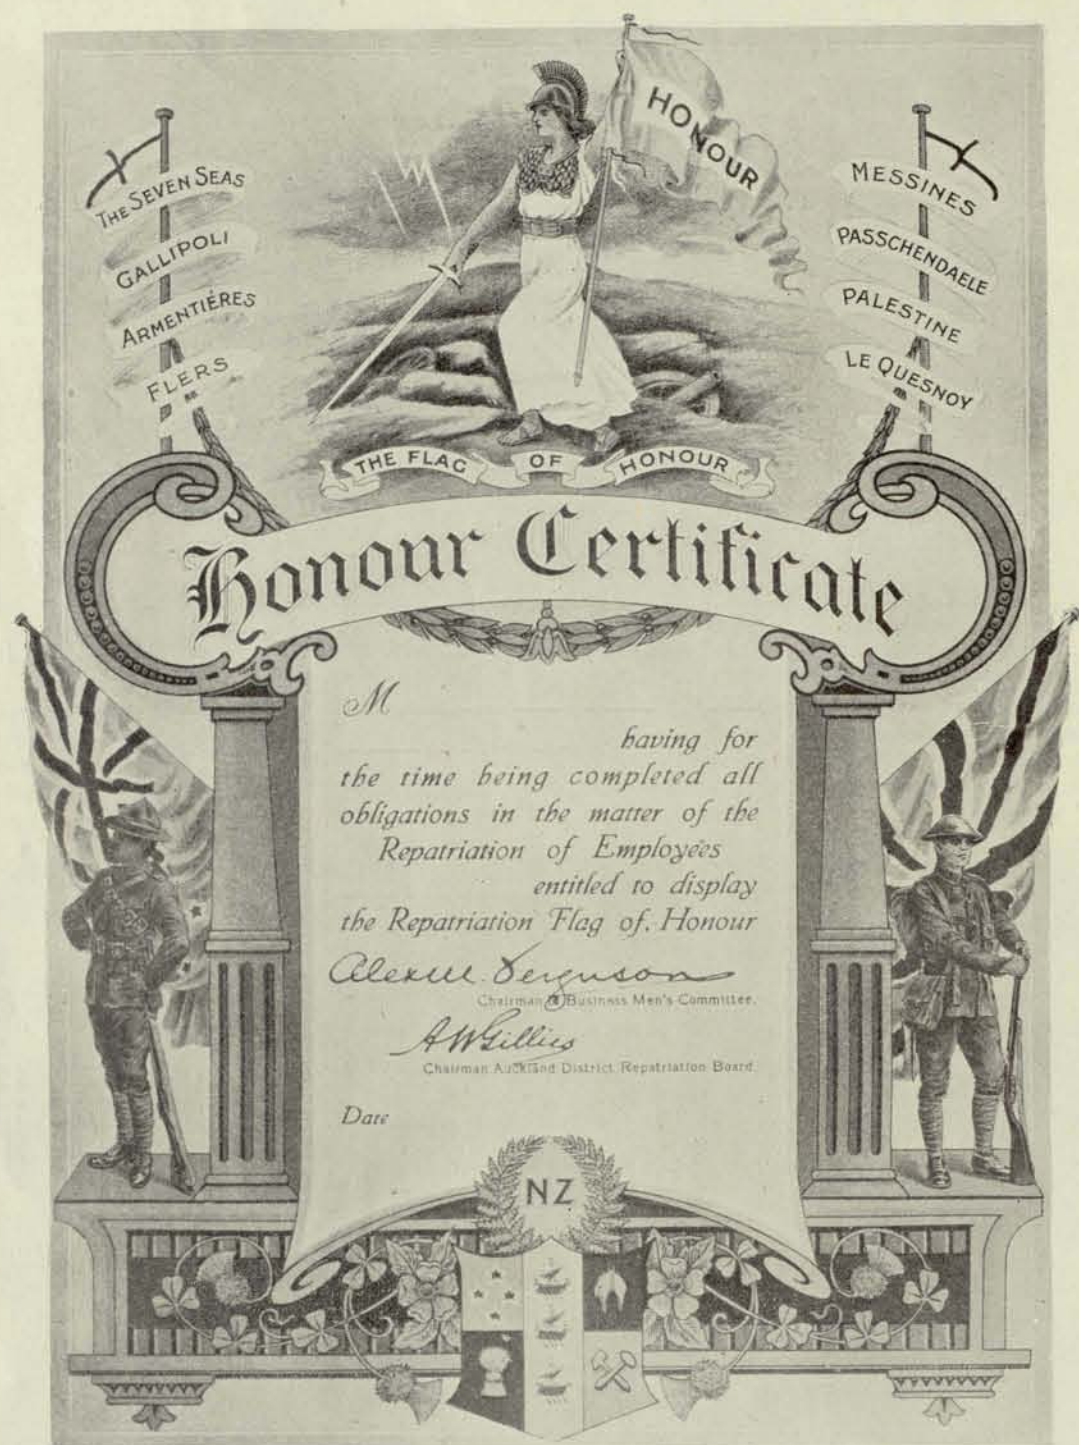 HONOUR
THE SEVEN SEAS
GALLIPOLI
ARMENTIÉRES
FLERS
MESSINES
PASSCHENDAELE
PALESTINE
LE QUESNOY
THE FLAG OF HONOUR
Honour Certificate
M
having for
the time being completed all
obligations in the matter of the
Repatriation of Employees
entitled to display
the Repatriation Flag of Honour
Alex W. Ferguson
Chairman Business Men's Committee.
A W Gillies
Chairman Auckland District Repatriation Board.
Date
NZ